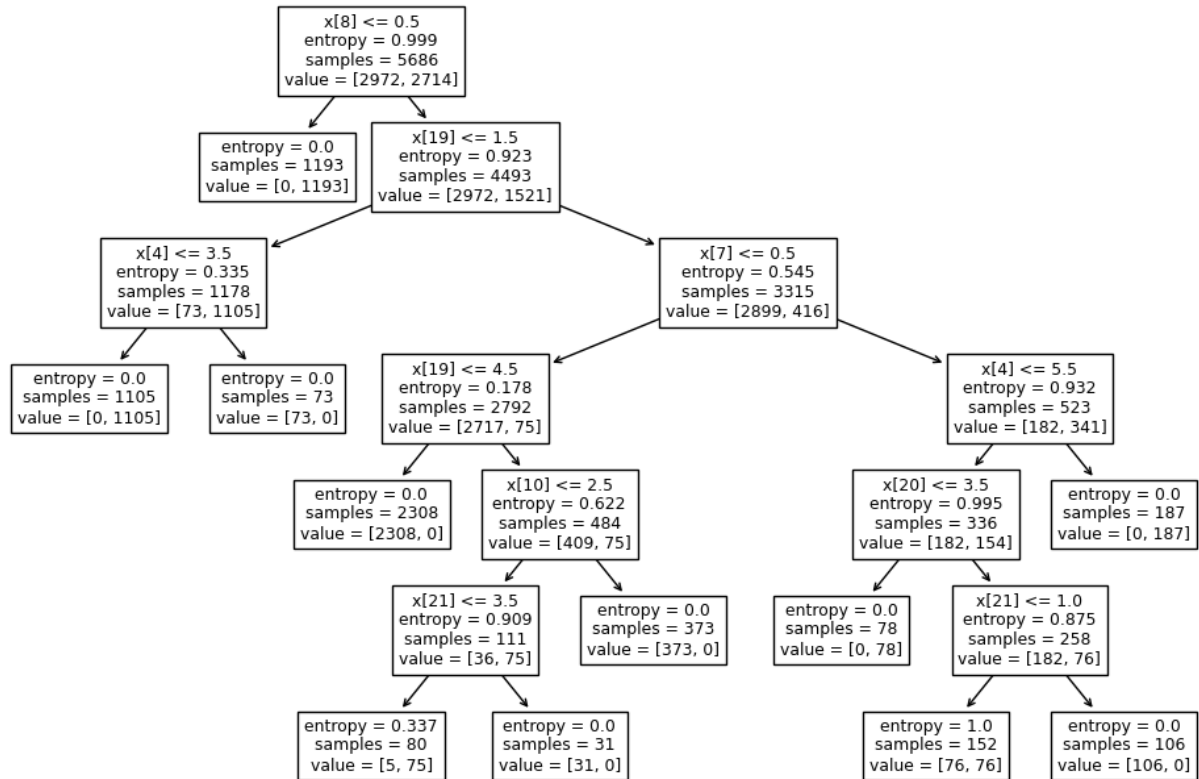 x[8] <= 0.5
entropy = 0.999
samples = 5686
value = [2972, 2714]
entropy = 0.0
samples = 1193
value = [0, 1193]
x[19] <= 1.5
entropy = 0.923
samples = 4493
value = [2972, 1521]
x[4] <= 3.5
entropy = 0.335
samples = 1178
value = [73, 1105]
x[7] <= 0.5
entropy = 0.545
samples = 3315
value = [2899, 416]
entropy = 0.0
samples = 1105
value = [0, 1105]
entropy = 0.0
samples = 73
value = [73, 0]
x[19] <= 4.5
entropy = 0.178
samples = 2792
value = [2717, 75]
x[4] <= 5.5
entropy = 0.932
samples = 523
value = [182, 341]
entropy = 0.0
samples = 2308
value = [2308, 0]
x[10] <= 2.5
entropy = 0.622
samples = 484
value = [409, 75]
x[20] <= 3.5
entropy = 0.995
samples = 336
value = [182, 154]
entropy = 0.0
samples = 187
value = [0, 187]
x[21] <= 3.5
entropy = 0.909
samples = 111
value = [36, 75]
entropy = 0.0
samples = 373
value = [373, 0]
entropy = 0.0
samples = 78
value = [0, 78]
x[21] <= 1.0
entropy = 0.875
samples = 258
value = [182, 76]
entropy = 0.337
samples = 80
value = [5, 75]
entropy = 0.0
samples = 31
value = [31, 0]
entropy = 1.0
samples = 152
value = [76, 76]
entropy = 0.0
samples = 106
value = [106, 0]